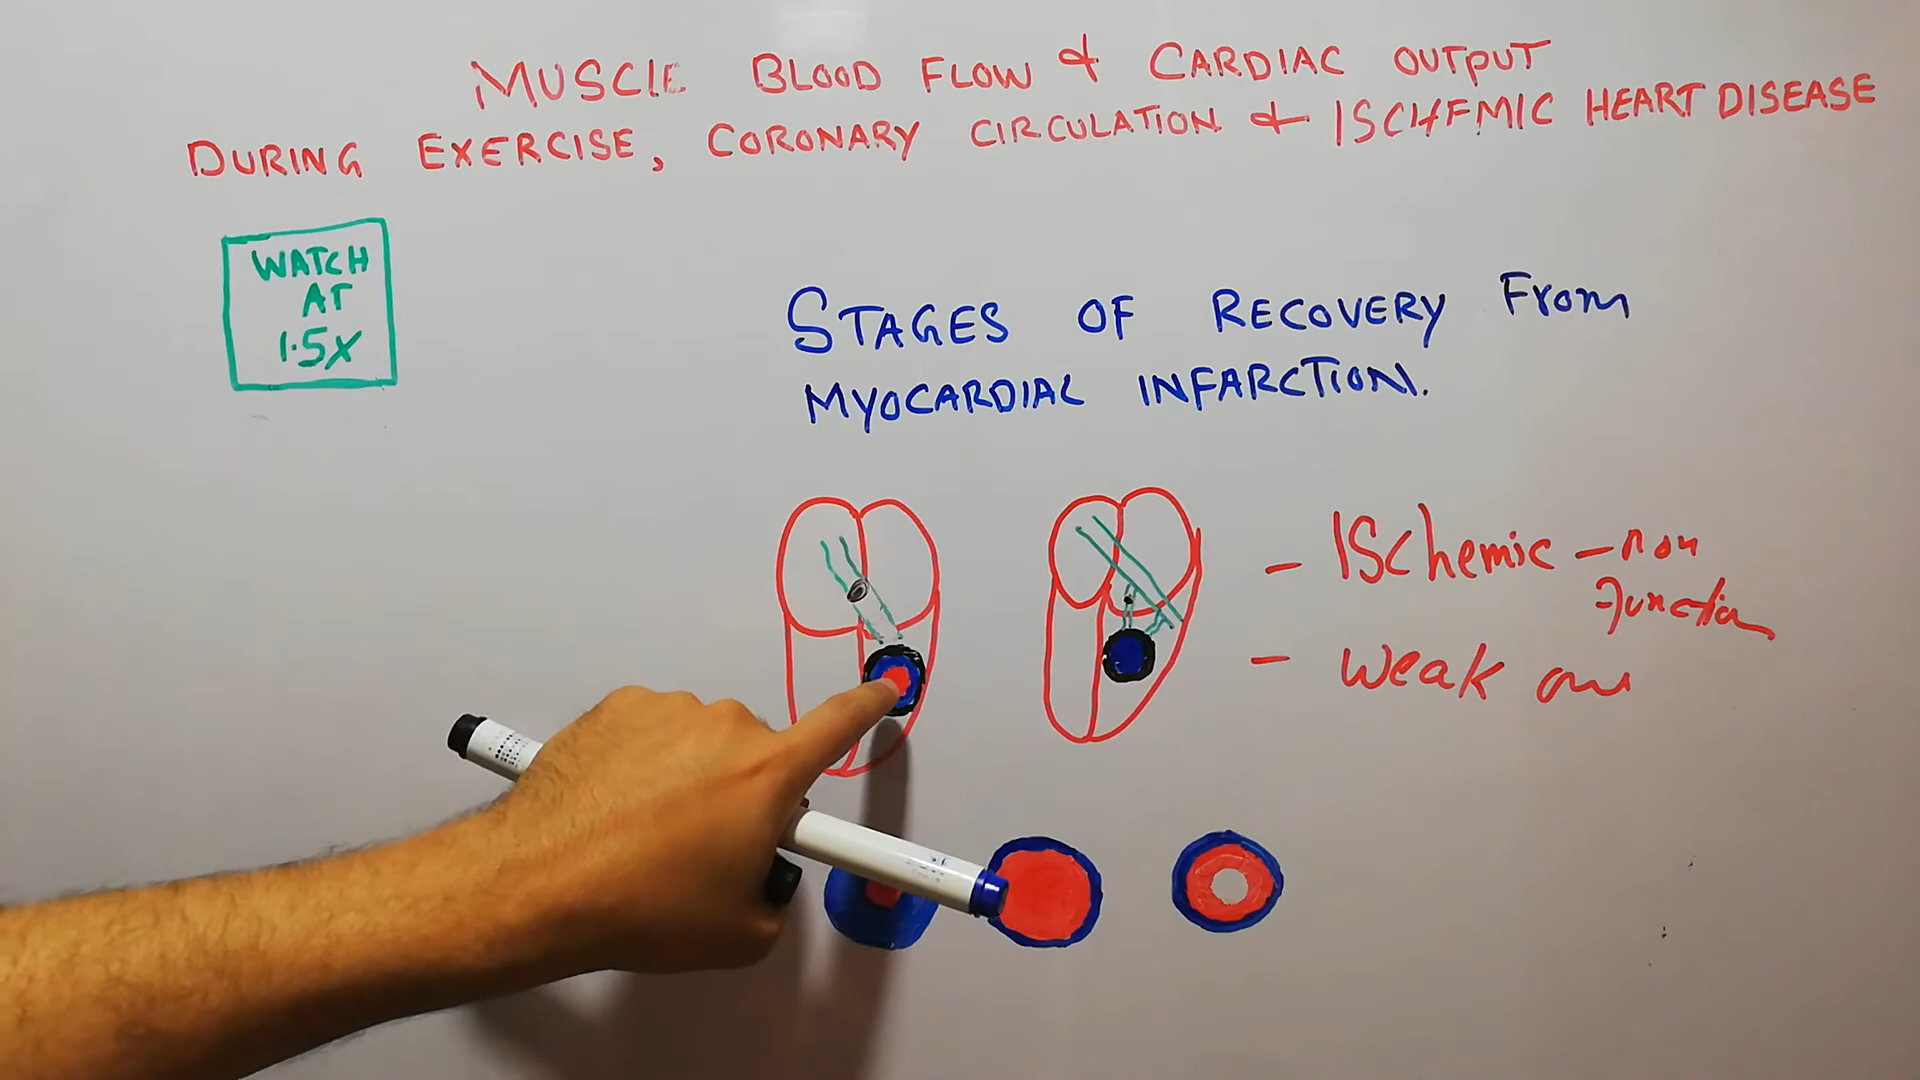 MUSCLE BLOOD FLOW & CARDIAC OUTPUT
DURING EXERCISE, CORONARY CIRCULATION & ISCHEMIC HEART DISEASE
WATCH
AT
1.5X
STAGES OF RECOVERY From
MYOCARDIAL INFARCTION.
- ISchemic - non
Function
- weak